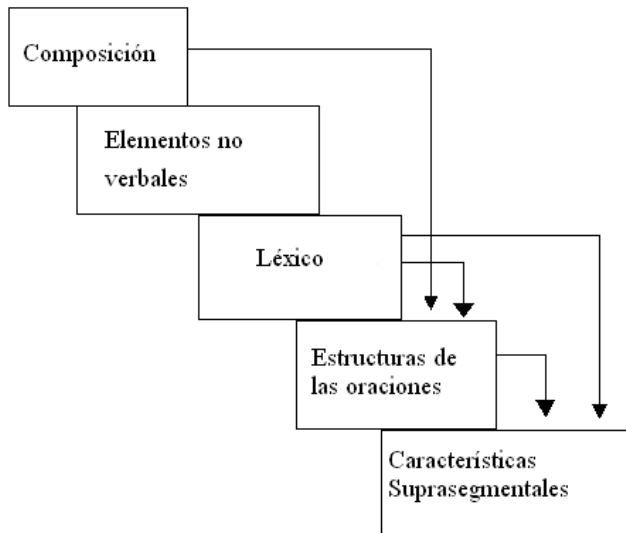 Composición
Elementos no
verbales
Léxico
Estructuras de
las oraciones
Características
Suprasegmentales